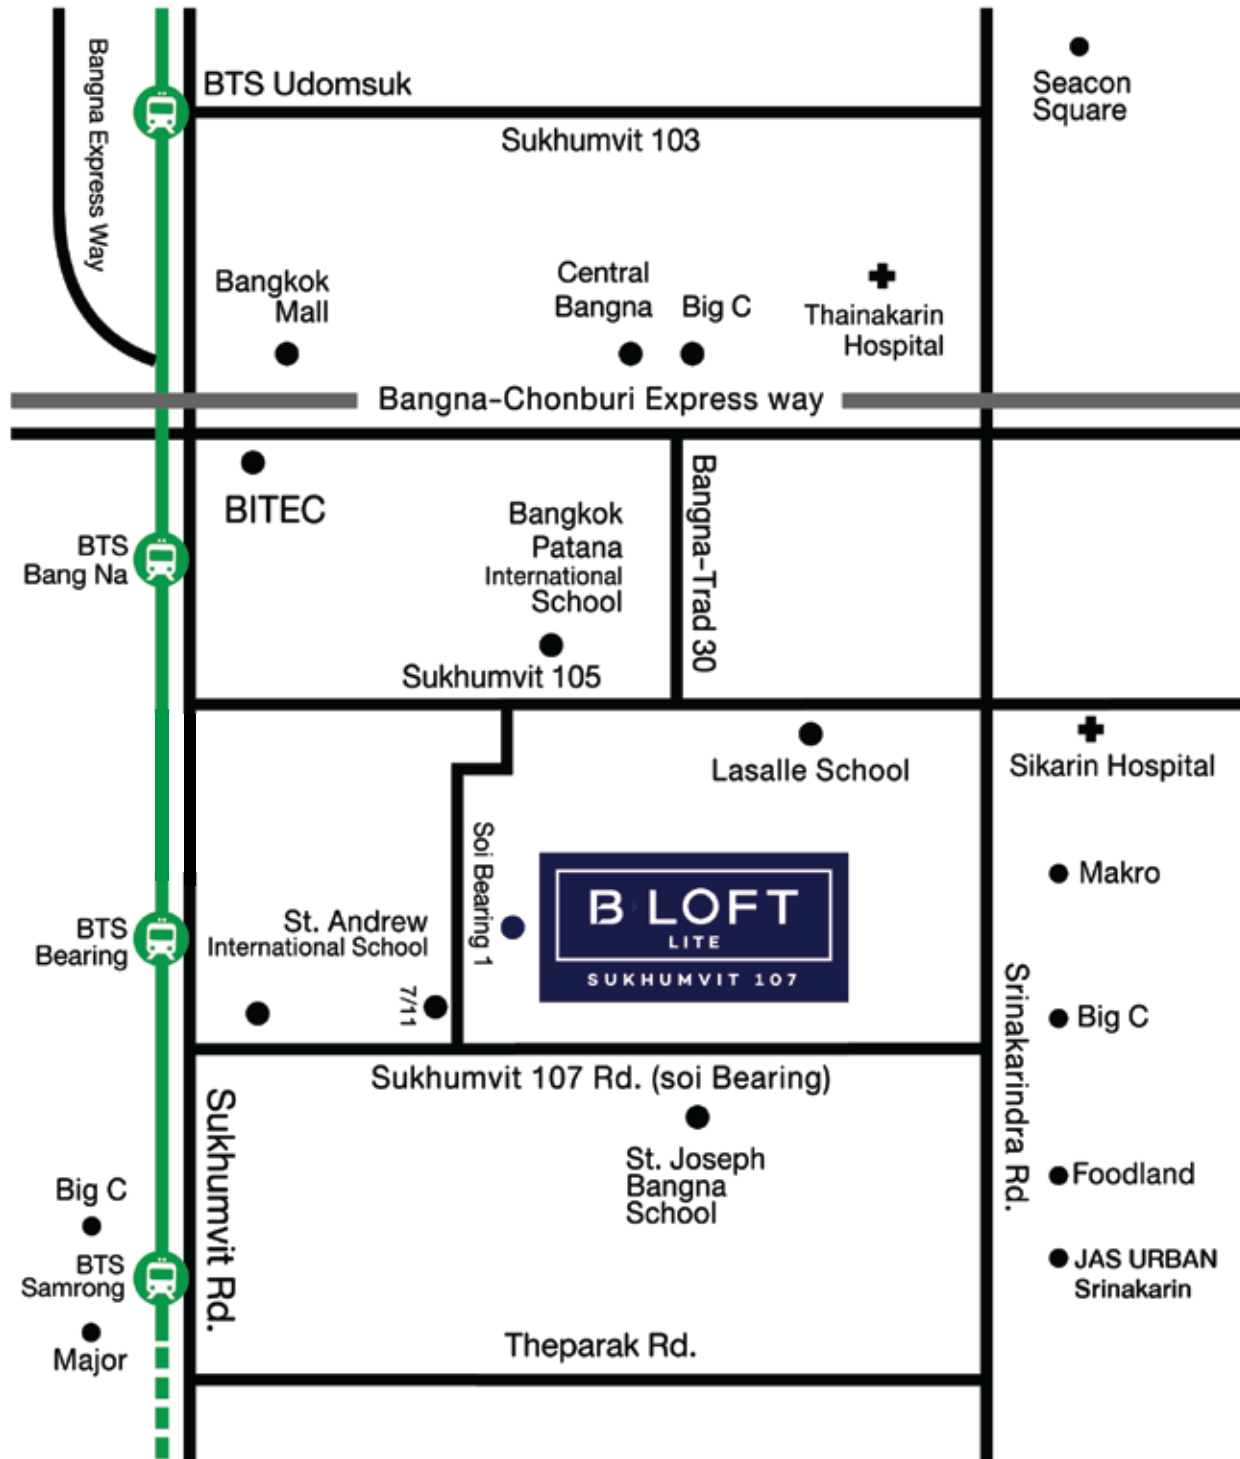 Bangna Express Way
BTS Udomsuk
Sukhumvit 103
Seacon
Square
Bangkok
Mall
Central
Bangna
Big C
Thainakarin
Hospital
Bangna-Chonburi Express way
BITEC
BTS
Bang Na
Bangkok
Patana
International
School
Bangna-Trad 30
Sukhumvit 105
Lasalle School
Sikarin Hospital
Soi Bearing 1
B LOFT
LITE
SUKHUMVIT 107
Makro
BTS
Bearing
St. Andrew
International School
7/11
Big C
Srinakarindra Rd.
Sukhumvit 107 Rd. (soi Bearing)
Sukhumvit Rd.
St. Joseph
Bangna
School
Foodland
Big C
BTS
Samrong
JAS URBAN
Srinakarin
Major
Theparak Rd.